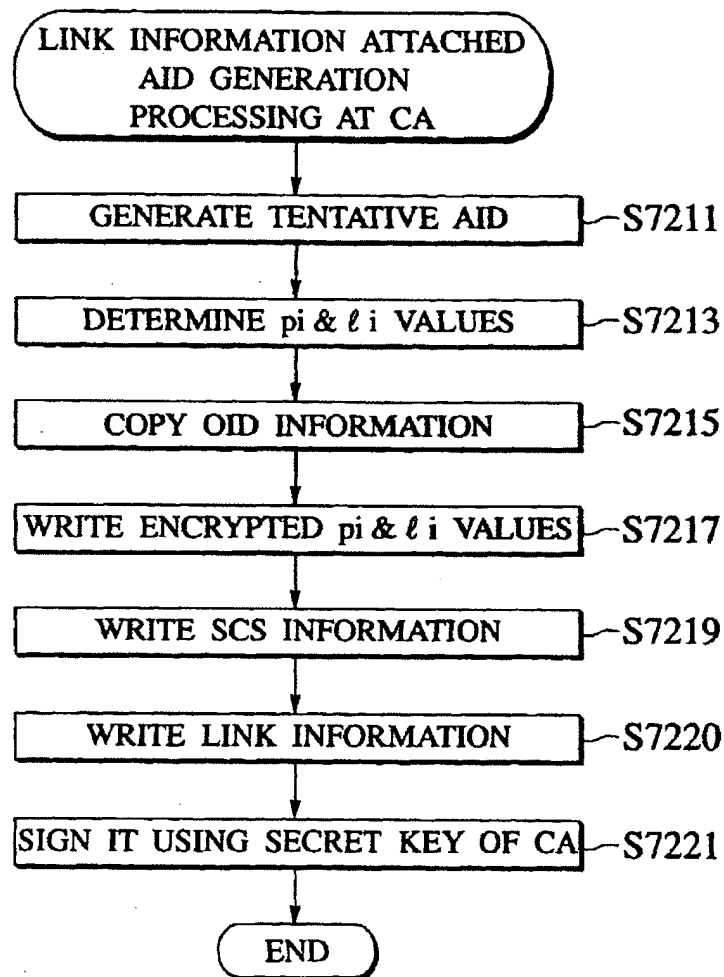 LINK INFORMATION ATTACHED
AID GENERATION
PROCESSING AT CA
GENERATE TENTATIVE AID S7211
DETERMINE pi & ℓ i VALUES S7213
COPY OID INFORMATION S7215
WRITE ENCRYPTED pi & ℓ i VALUES S7217
WRITE SCS INFORMATION S7219
WRITE LINK INFORMATION S7220
SIGN IT USING SECRET KEY OF CA S7221
END